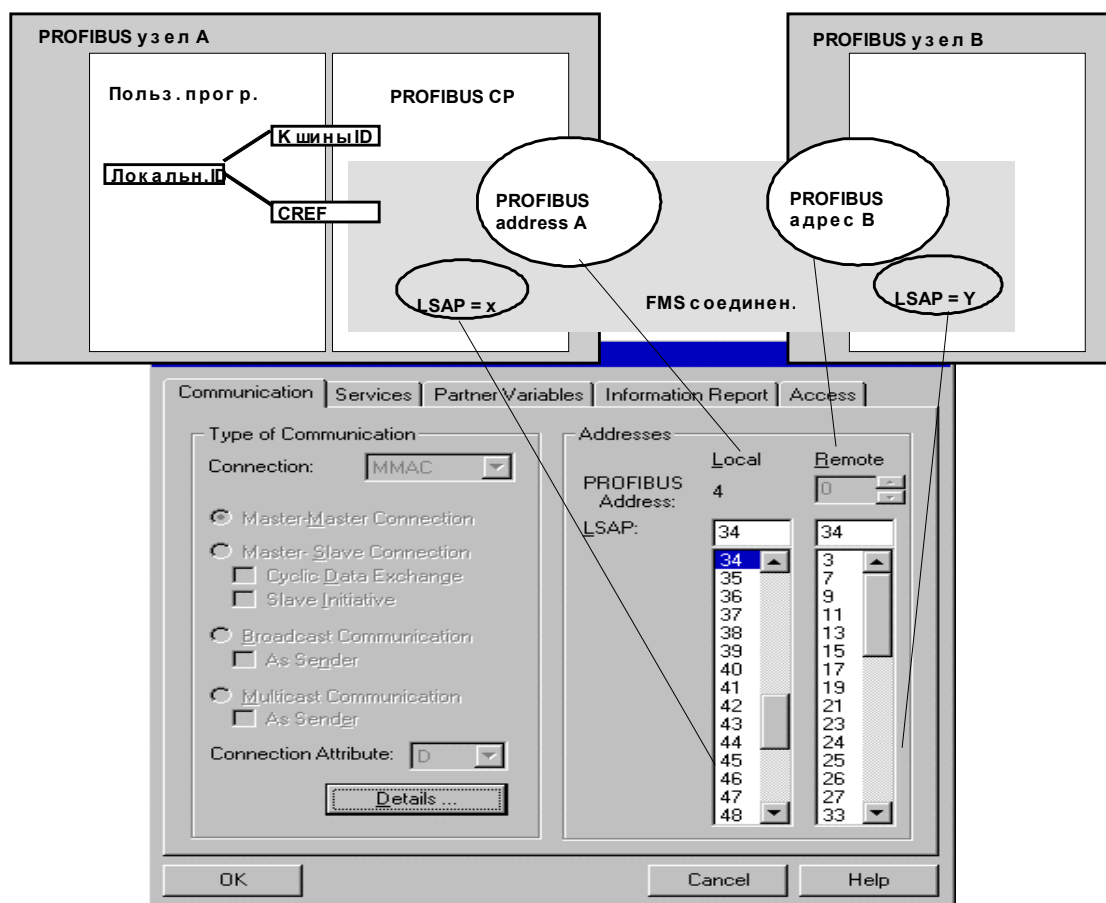 PROFIBUS узел A
PROFIBUS узел B
Польз.прогр.
PROFIBUS CP
К шины ID
Локальн.ID
CREF
PROFIBUS
address A
PROFIBUS
адрес B
LSAP = x
FMS соединен.
LSAP = Y
Communication Services Partner Variables Information Report Access
Type of Communication
Connection: MMAC
Master-Master Connection
Master- Slave Connection
Cyclic Data Exchange
Slave Initiative
Broadcast Communication
As Sender
Multicast Communication
As Sender
Connection Attribute: D
Details ...
Addresses
Local Remote
PROFIBUS
Address: 4 0
LSAP: 34 34
34 3
35 7
36 9
37 11
38 13
39 15
40 17
41 19
42 21
43 23
44 24
45 25
46 26
47 27
48 33
OK Cancel Help